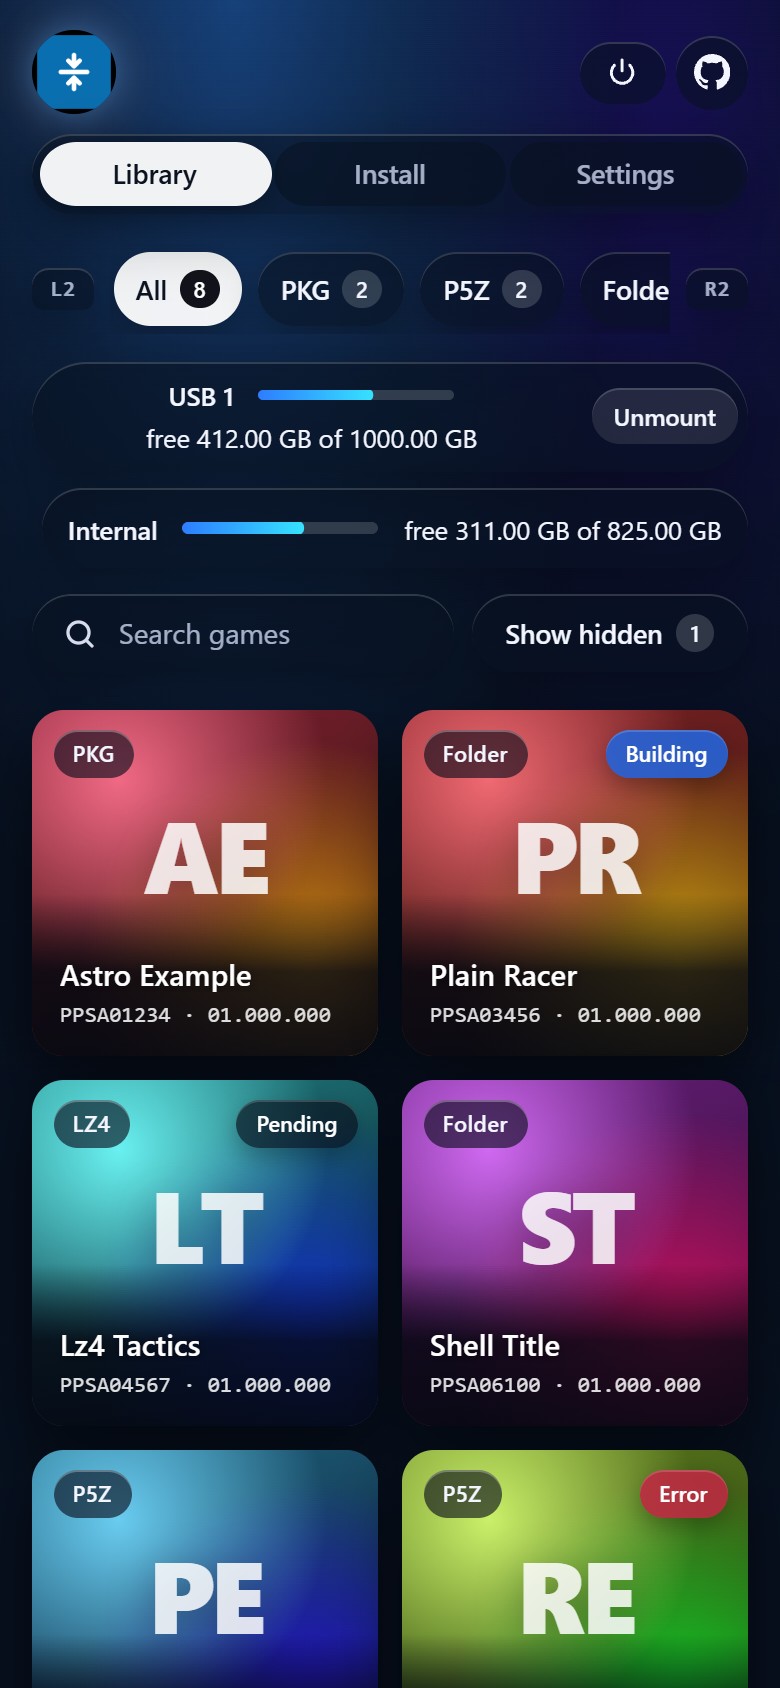 Library Install Settings
L2 All 8 PKG 2 P5Z 2 Folde R2
USB 1
free 412.00 GB of 1000.00 GB
Unmount
Internal free 311.00 GB of 825.00 GB
Search games Show hidden 1
PKG
AE
Astro Example
PPSA01234 · 01.000.000
Folder Building
PR
Plain Racer
PPSA03456 · 01.000.000
LZ4 Pending
LT
Lz4 Tactics
PPSA04567 · 01.000.000
Folder
ST
Shell Title
PPSA06100 · 01.000.000
P5Z
PE
P5Z Error
RE